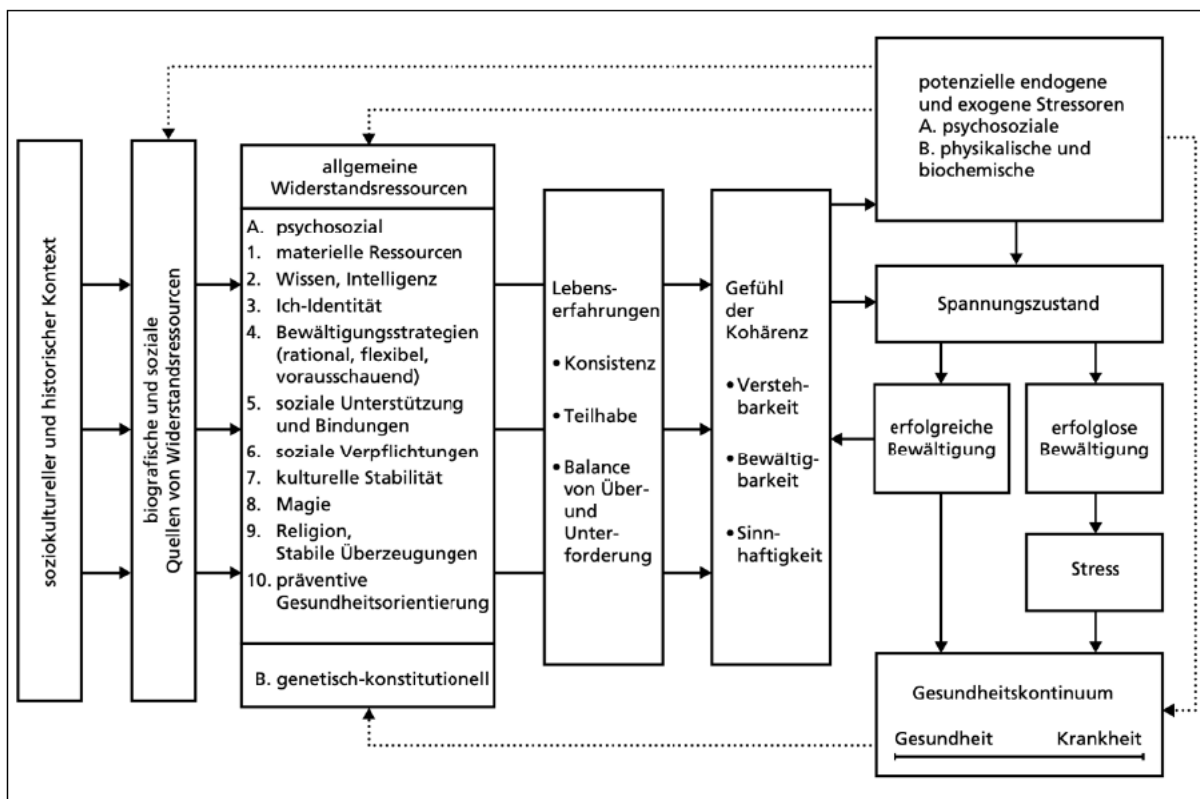 soziokultureller und historischer Kontext
biografische und soziale
Quellen von Widerstandsressourcen
allgemeine
Widerstandsressourcen
A. psychosozial
1. materielle Ressourcen
2. Wissen, Intelligenz
3. Ich-Identität
4. Bewältigungsstrategien
(rational, flexibel,
vorausschauend)
5. soziale Unterstützung
und Bindungen
6. soziale Verpflichtungen
7. kulturelle Stabilität
8. Magie
9. Religion,
Stabile Überzeugungen
10. präventive
Gesundheitsorientierung
B. genetisch-konstitutionell
Lebens-
erfahrungen
• Konsistenz
• Teilhabe
• Balance
von Über-
und
Unter-
forderung
Gefühl
der
Kohärenz
• Versteh-
barkeit
• Bewältig-
barkeit
• Sinn-
haftigkeit
potenzielle endogene
und exogene Stressoren
A. psychosoziale
B. physikalische und
biochemische
Spannungszustand
erfolgreiche
Bewältigung
erfolglose
Bewältigung
Stress
Gesundheitskontinuum
Gesundheit Krankheit